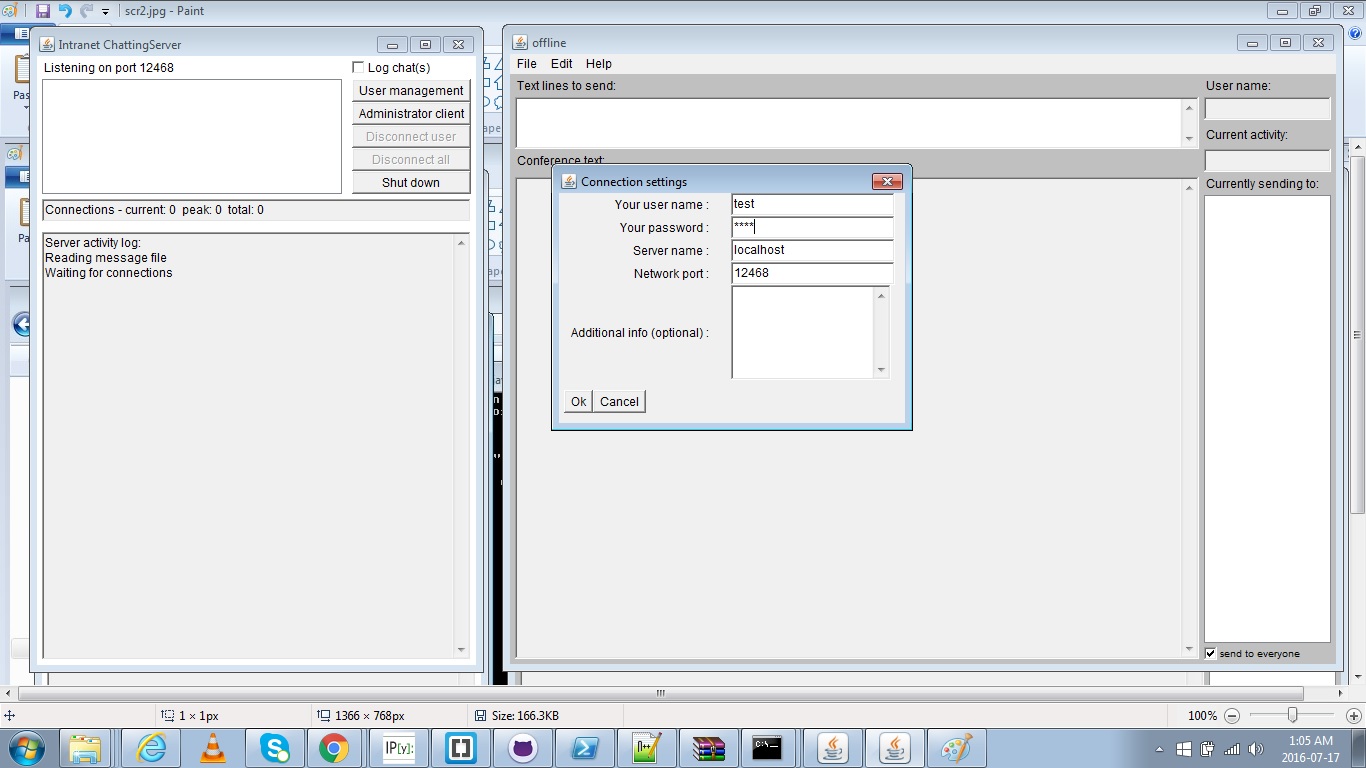 scr2.jpg - Paint
Intranet ChattingServer
Listening on port 12468
Log chat(s)
User management
Administrator client
Disconnect user
Disconnect all
Shut down
Connections - current: 0 peak: 0 total: 0
Server activity log:
Reading message file
Waiting for connections
offline
File Edit Help
Text lines to send:
Conference text:
User name:
Current activity:
Currently sending to:
send to everyone
Connection settings
Your user name : test
Your password : ****
Server name : localhost
Network port : 12468
Additional info (optional) :
Ok Cancel
1 × 1px
1366 × 768px
Size: 166.3KB
100%
IP[y]:
1:05 AM
2016-07-17